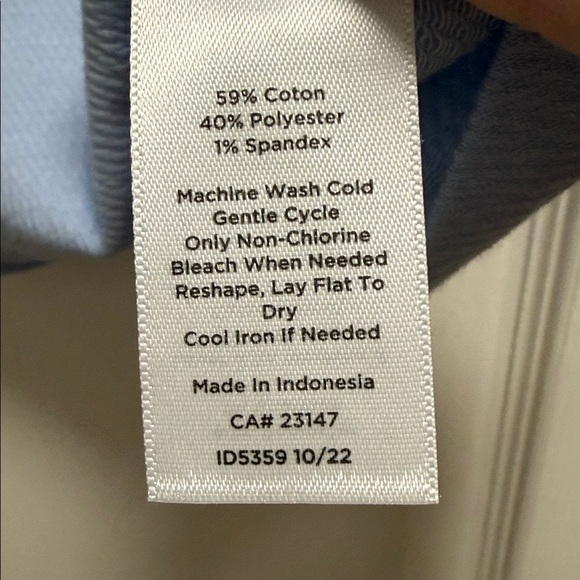 59% Coton
40% Polyester
1% Spandex
Machine Wash Cold
Gentle Cycle
Only Non-Chlorine
Bleach When Needed
Reshape, Lay Flat To
Dry
Cool Iron If Needed
Made In Indonesia
CA# 23147
ID5359 10/22